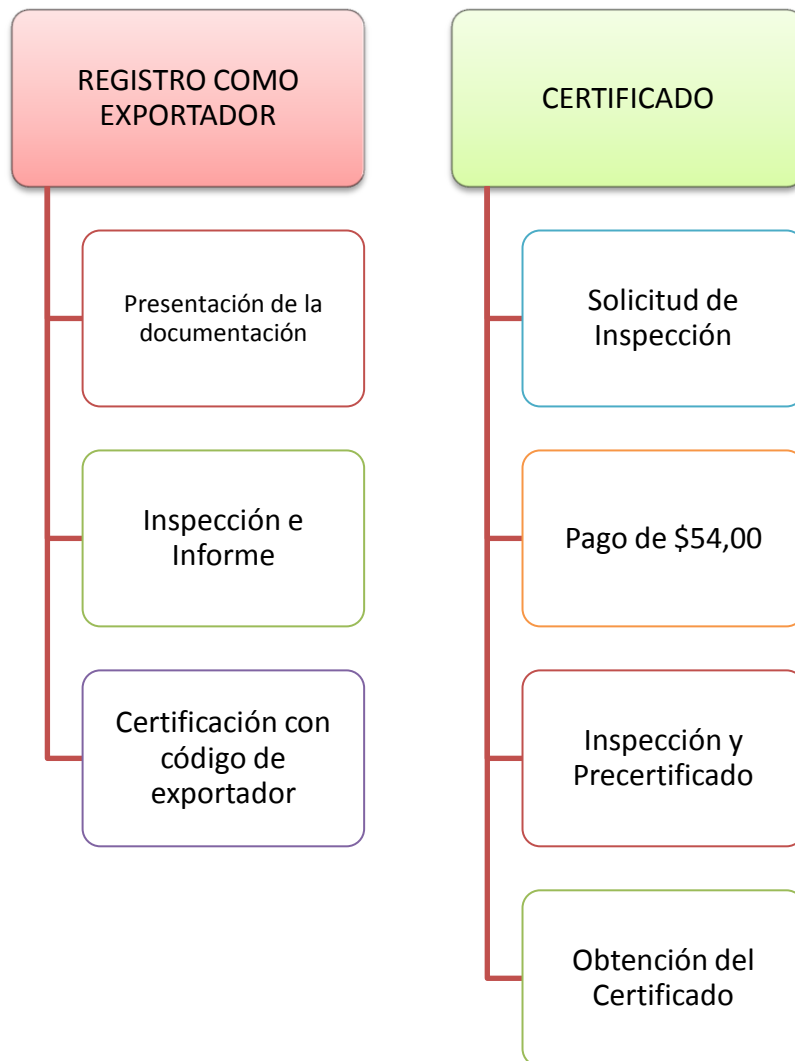 REGISTRO COMO
EXPORTADOR
Presentación de la
documentación
Inspección e
Informe
Certificación con
código de
exportador
CERTIFICADO
Solicitud de
Inspección
Pago de $54,00
Inspección y
Precertificado
Obtención del
Certificado